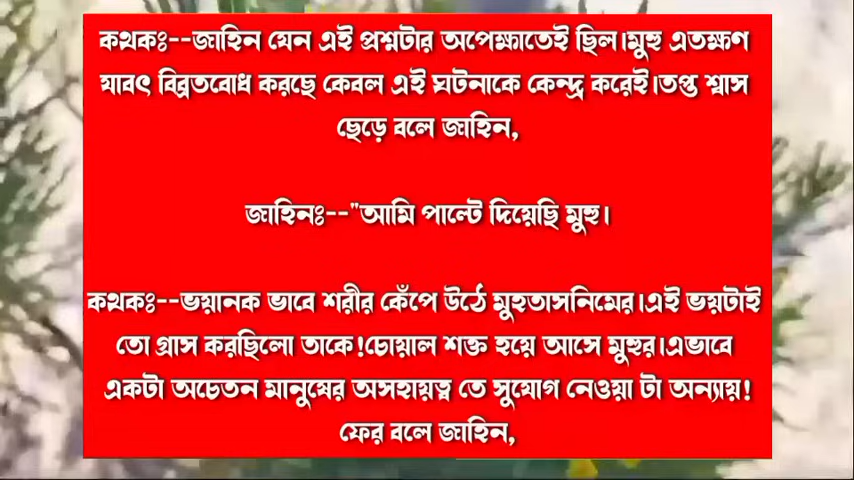 কথকঃ--জাহিন যেন এই প্রশ্নটার অপেক্ষাতেই ছিল।মুহু এতক্ষণ
যাবৎ বিব্রতবোধ করছে কেবল এই ঘটনাকে কেন্দ্র করেই।তপ্ত শ্বাস
ছেড়ে বলে জাহিন,
জাহিনঃ--"আমি পাল্টে দিয়েছি মুহু।
কথকঃ--ভয়ানক ভাবে শরীর কেঁপে উঠে মুহতাসনিমের।এই ভয়টাই
তো গ্রাস করছিলো তাকে!চোয়াল শক্ত হয়ে আসে মুহুর।এভাবে
একটা অচেতন মানুষের অসহায়ত্ব তে সুযোগ নেওয়া টা অন্যায়!
ফের বলে জাহিন,